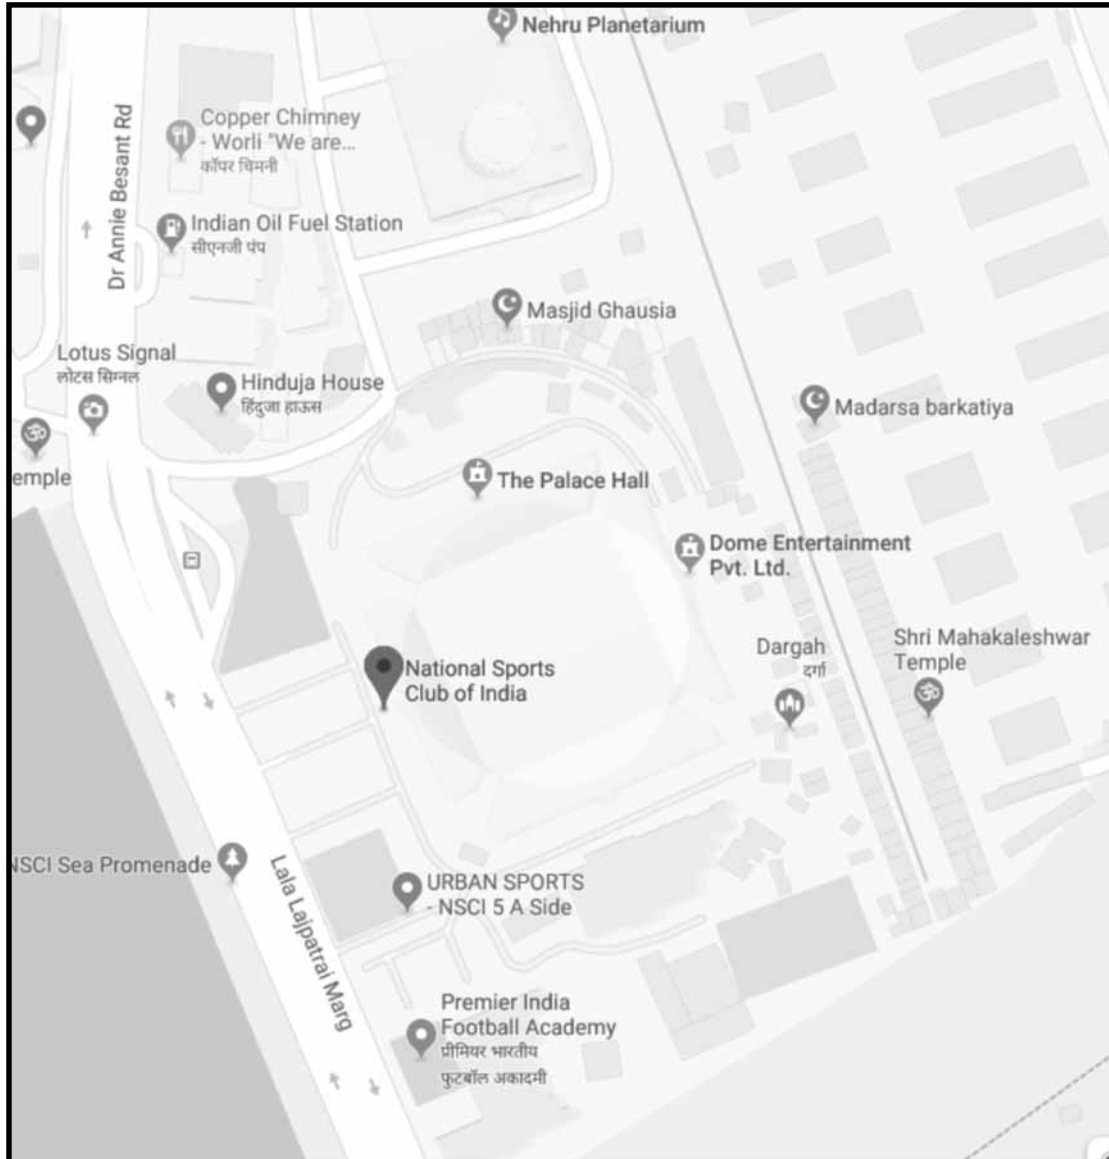 Nehru Planetarium
Dr Annie Besant Rd
Copper Chimney
- Worli "We are...
कॉपर चिमनी
Indian Oil Fuel Station
सीएनजी पंप
Masjid Ghausia
Lotus Signal
लोटस सिग्नल
Hinduja House
हिंदुजा हाऊस
Madarsa barkatiya
emple
The Palace Hall
Dome Entertainment
Pvt. Ltd.
Dargah
दर्गा
Shri Mahakaleshwar
Temple
National Sports
Club of India
NSCI Sea Promenade
Lala Lajpatrai Marg
URBAN SPORTS
- NSCI 5 A Side
Premier India
Football Academy
प्रीमियर भारतीय
फुटबॉल अकादमी